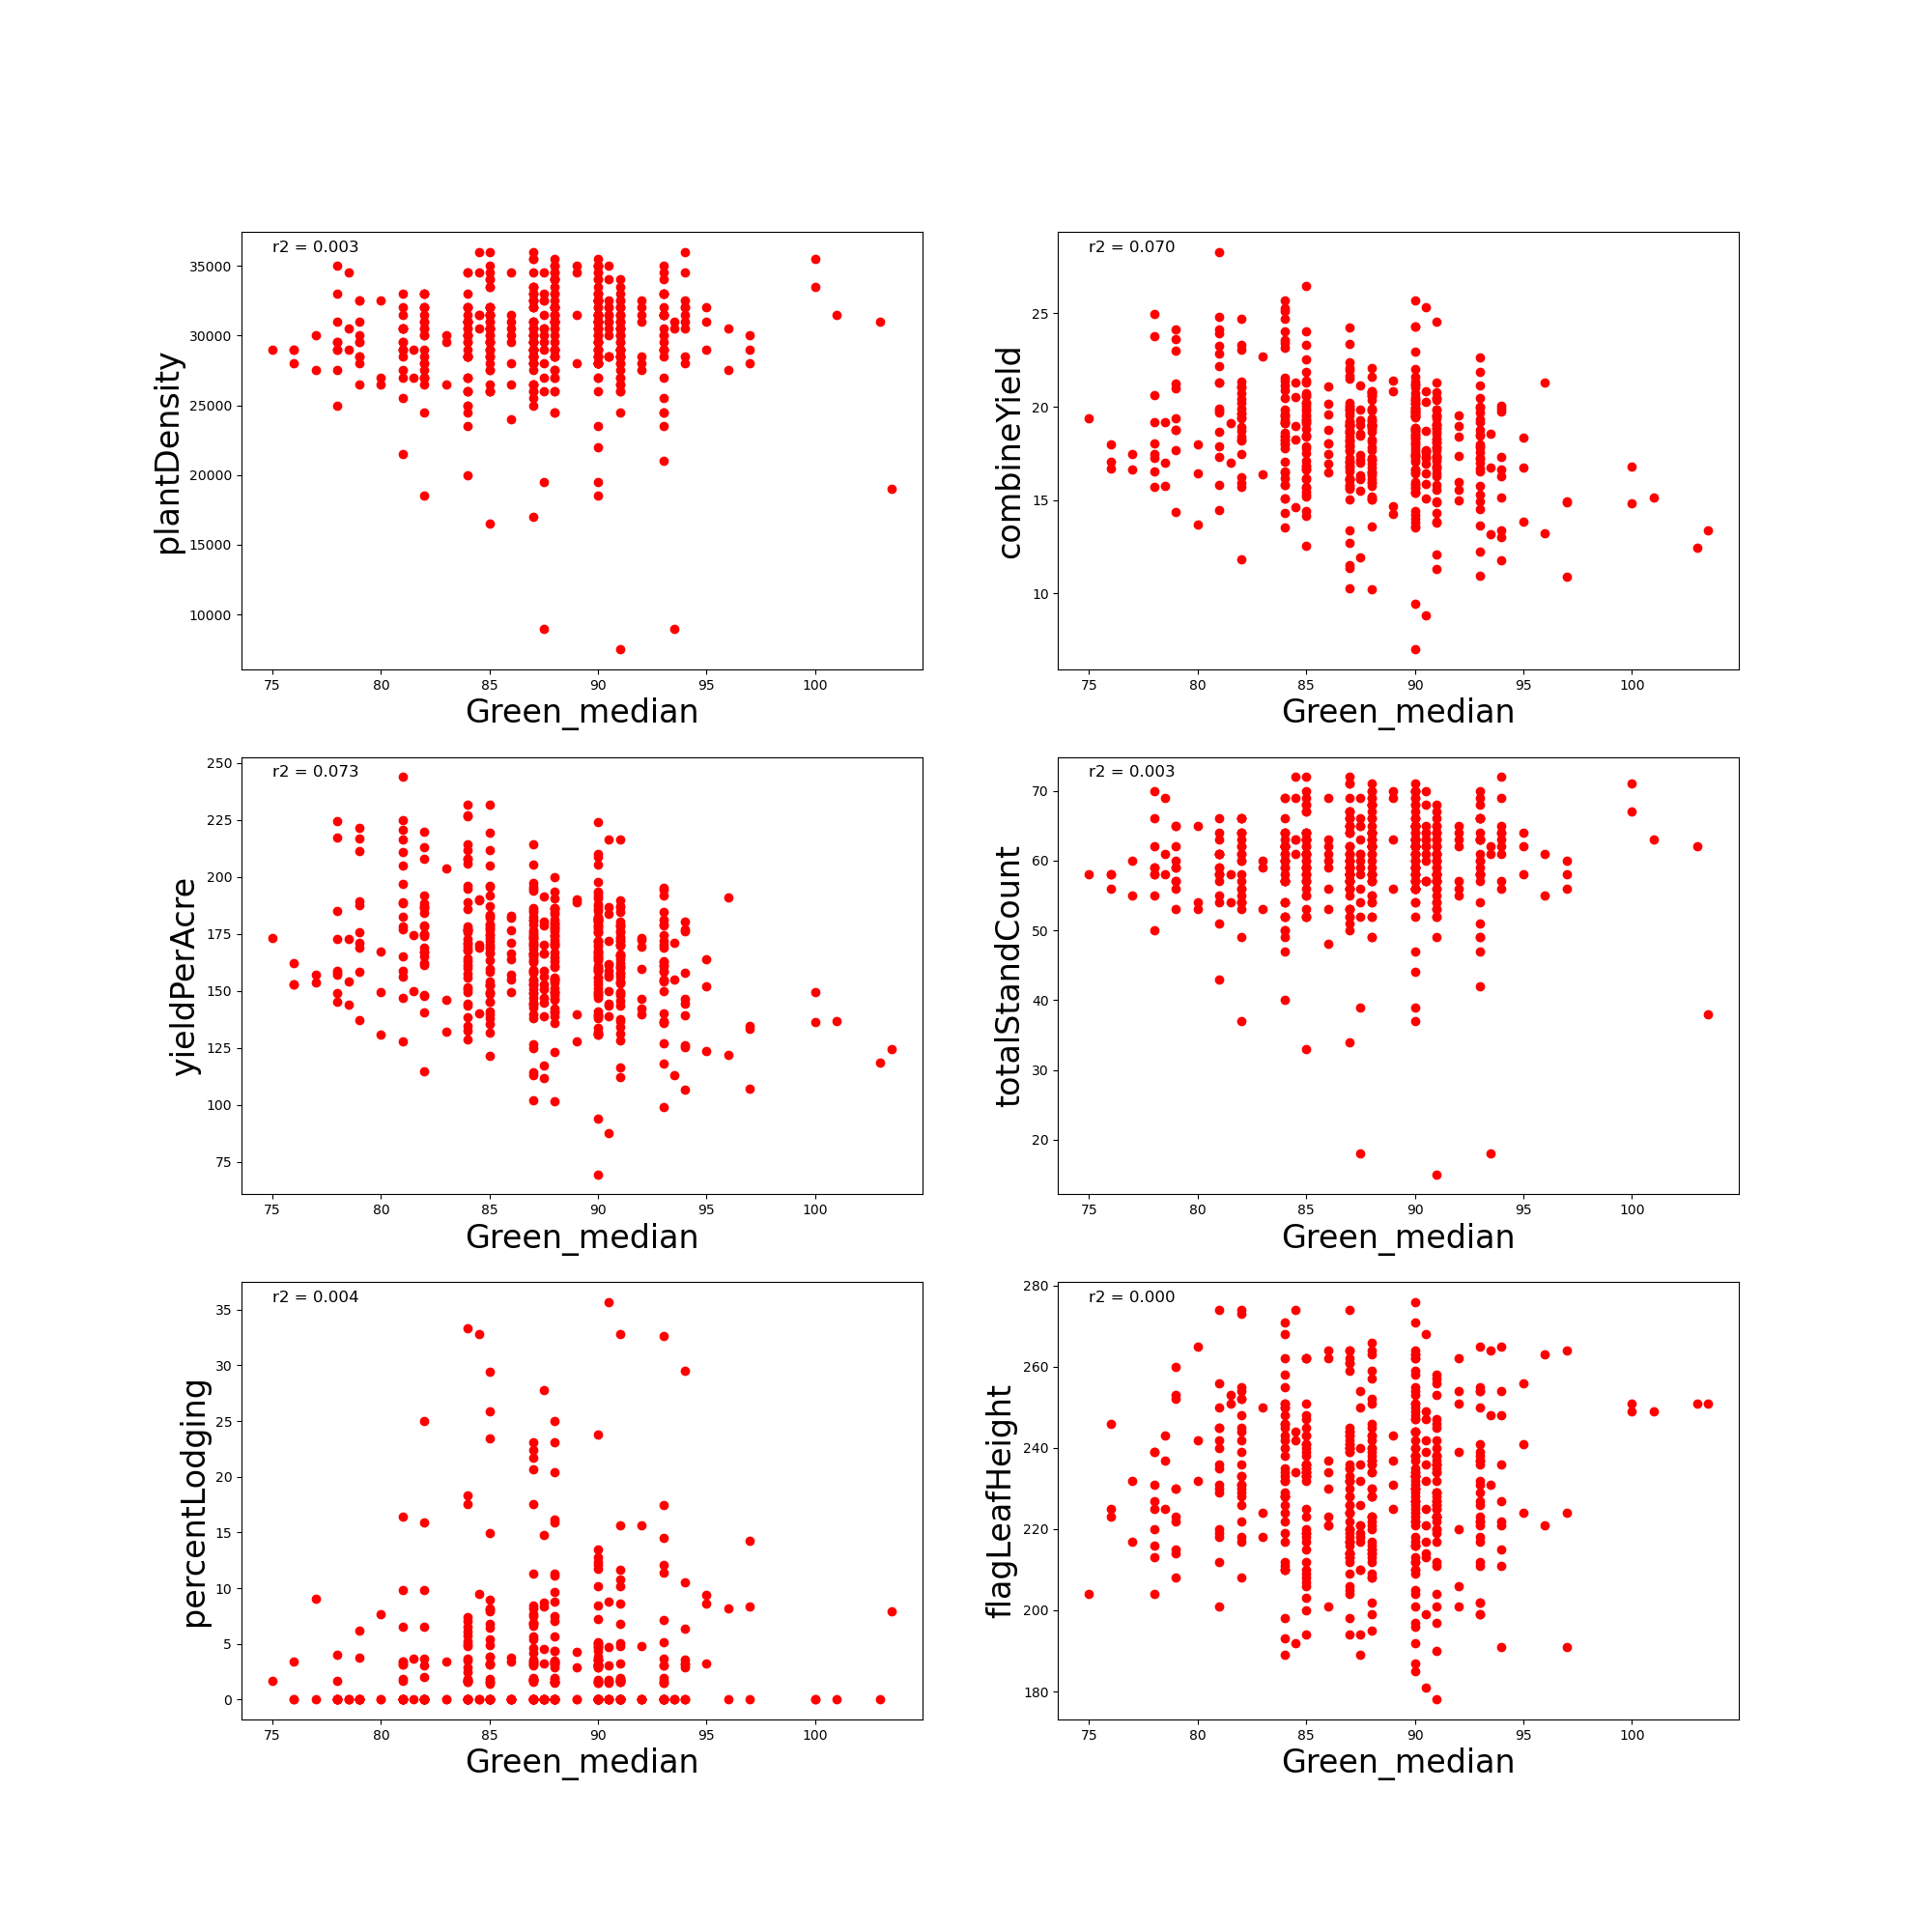 r2 = 0.003
35000
30000
25000
20000
15000
10000
plantDensity
75 80 85 90 95 100
Green_median
r2 = 0.070
25
20
15
10
combineYield
75 80 85 90 95 100
Green_median
r2 = 0.073
250
225
200
175
150
125
100
75
yieldPerAcre
75 80 85 90 95 100
Green_median
r2 = 0.003
70
60
50
40
30
20
totalStandCount
75 80 85 90 95 100
Green_median
r2 = 0.004
35
30
25
20
15
10
5
0
percentLodging
75 80 85 90 95 100
Green_median
r2 = 0.000
280
260
240
220
200
180
flagLeafHeight
75 80 85 90 95 100
Green_median